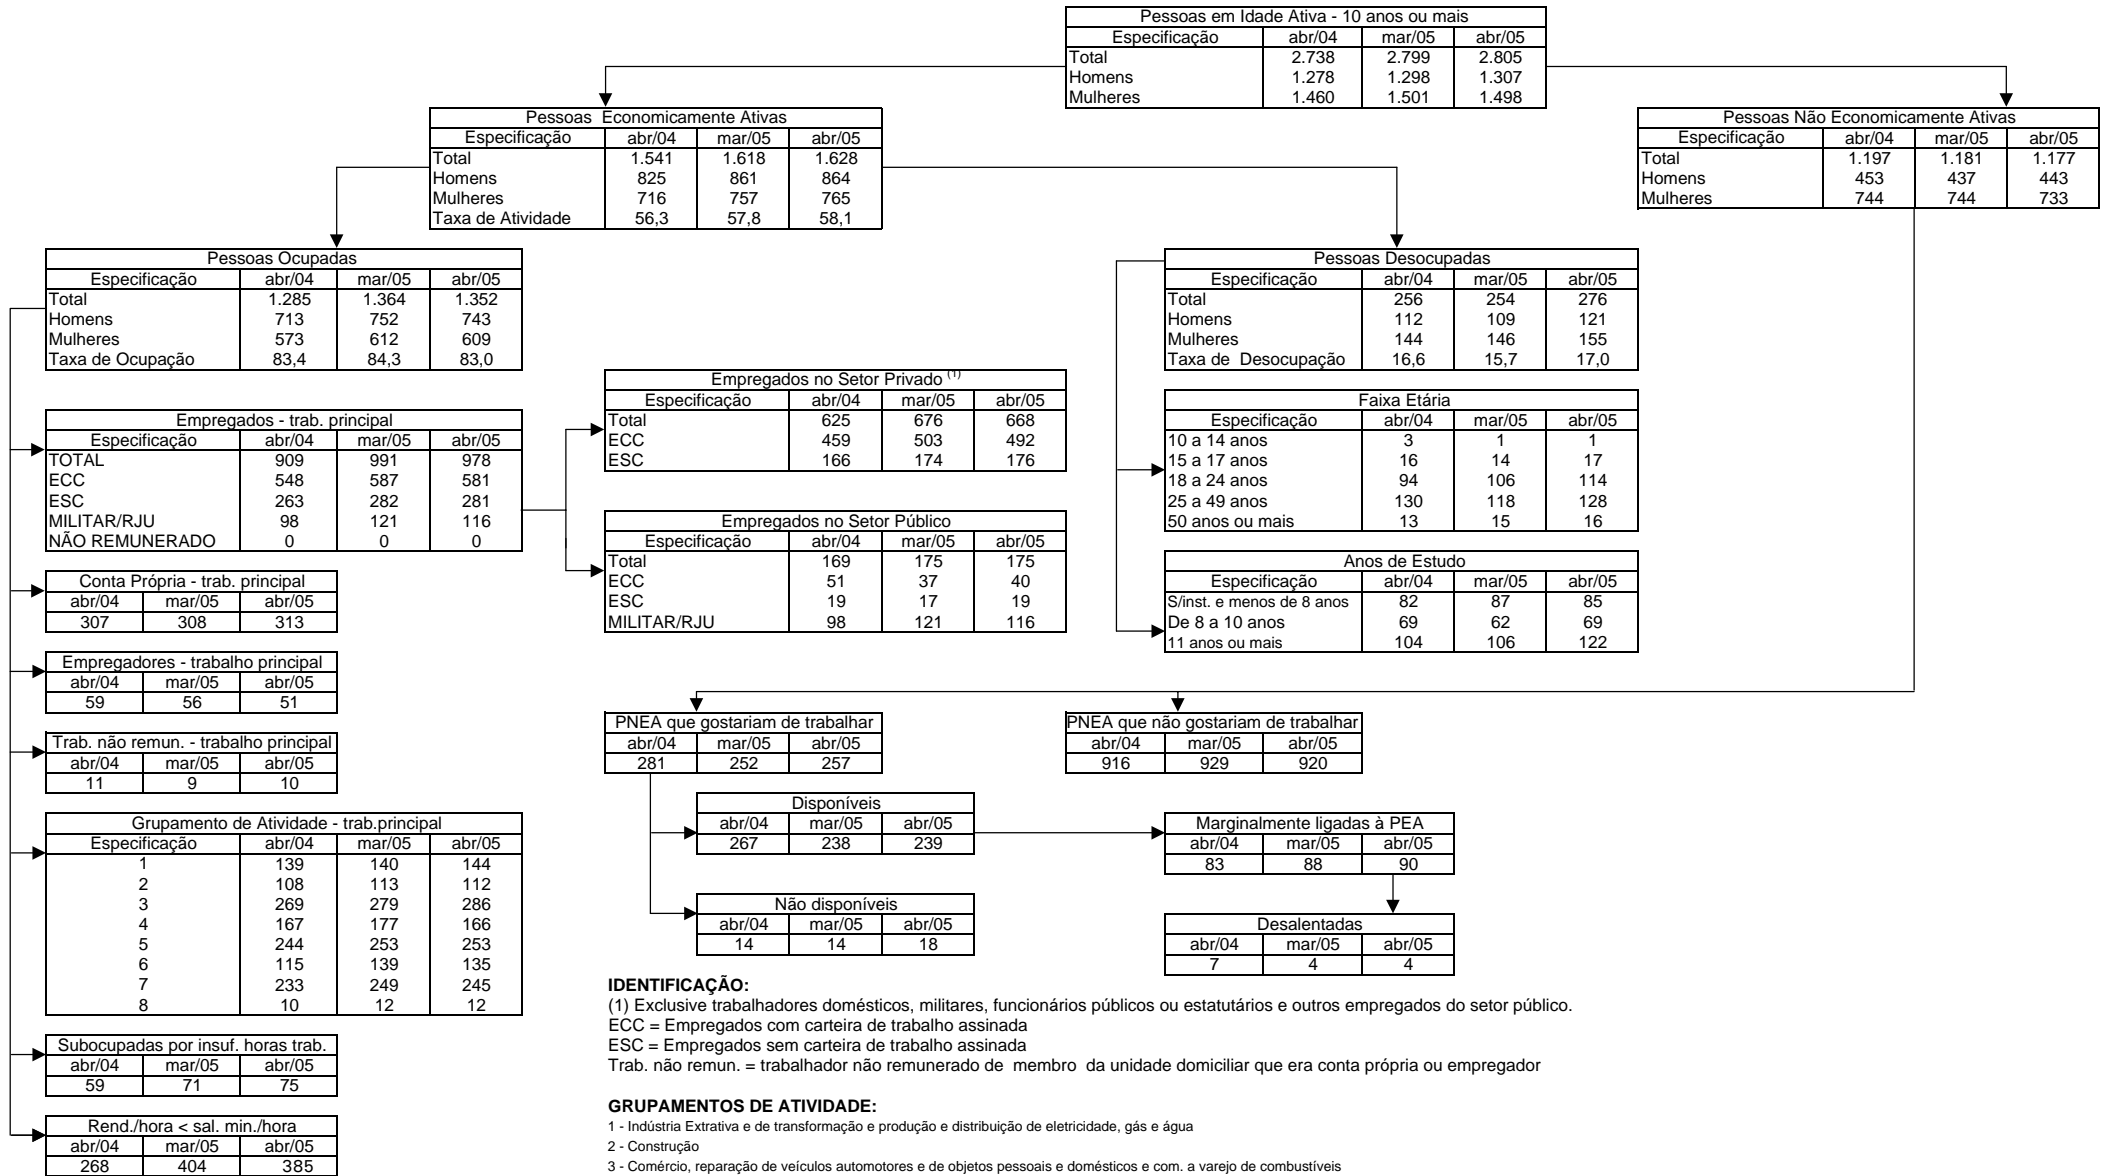 Pessoas em Idade Ativa - 10 anos ou mais
Especificação abr/04 mar/05 abr/05
Total 2.738 2.799 2.805
Homens 1.278 1.298 1.307
Mulheres 1.460 1.501 1.498
Pessoas Economicamente Ativas
Especificação abr/04 mar/05 abr/05
Total 1.541 1.618 1.628
Homens 825 861 864
Mulheres 716 757 765
Taxa de Atividade 56,3 57,8 58,1
Pessoas Não Economicamente Ativas
Especificação abr/04 mar/05 abr/05
Total 1.197 1.181 1.177
Homens 453 437 443
Mulheres 744 744 733
Pessoas Ocupadas
Especificação abr/04 mar/05 abr/05
Total 1.285 1.364 1.352
Homens 713 752 743
Mulheres 573 612 609
Taxa de Ocupação 83,4 84,3 83,0
Pessoas Desocupadas
Especificação abr/04 mar/05 abr/05
Total 256 254 276
Homens 112 109 121
Mulheres 144 146 155
Taxa de Desocupação 16,6 15,7 17,0
Empregados - trab. principal
Especificação abr/04 mar/05 abr/05
TOTAL 909 991 978
ECC 548 587 581
ESC 263 282 281
MILITAR/RJU 98 121 116
NÃO REMUNERADO 0 0 0
Empregados no Setor Privado (1)
Especificação abr/04 mar/05 abr/05
Total 625 676 668
ECC 459 503 492
ESC 166 174 176
Empregados no Setor Público
Especificação abr/04 mar/05 abr/05
Total 169 175 175
ECC 51 37 40
ESC 19 17 19
MILITAR/RJU 98 121 116
Faixa Etária
Especificação abr/04 mar/05 abr/05
10 a 14 anos 3 1 1
15 a 17 anos 16 14 17
18 a 24 anos 94 106 114
25 a 49 anos 130 118 128
50 anos ou mais 13 15 16
Anos de Estudo
Especificação abr/04 mar/05 abr/05
S/inst. e menos de 8 anos 82 87 85
De 8 a 10 anos 69 62 69
11 anos ou mais 104 106 122
Conta Própria - trab. principal
abr/04 mar/05 abr/05
307 308 313
Empregadores - trabalho principal
abr/04 mar/05 abr/05
59 56 51
Trab. não remun. - trabalho principal
abr/04 mar/05 abr/05
11 9 10
Grupamento de Atividade - trab.principal
Especificação abr/04 mar/05 abr/05
1 139 140 144
2 108 113 112
3 269 279 286
4 167 177 166
5 244 253 253
6 115 139 135
7 233 249 245
8 10 12 12
Subocupadas por insuf. horas trab.
abr/04 mar/05 abr/05
59 71 75
Rend./hora < sal. min./hora
abr/04 mar/05 abr/05
268 404 385
PNEA que gostariam de trabalhar
abr/04 mar/05 abr/05
281 252 257
PNEA que não gostariam de trabalhar
abr/04 mar/05 abr/05
916 929 920
Disponíveis
abr/04 mar/05 abr/05
267 238 239
Marginalmente ligadas à PEA
abr/04 mar/05 abr/05
83 88 90
Não disponíveis
abr/04 mar/05 abr/05
14 14 18
Desalentadas
abr/04 mar/05 abr/05
7 4 4
IDENTIFICAÇÃO:
(1) Exclusive trabalhadores domésticos, militares, funcionários públicos ou estatutários e outros empregados do setor público.
ECC = Empregados com carteira de trabalho assinada
ESC = Empregados sem carteira de trabalho assinada
Trab. não remun. = trabalhador não remunerado de membro da unidade domiciliar que era conta própria ou empregador
GRUPAMENTOS DE ATIVIDADE:
1 - Indústria Extrativa e de transformação e produção e distribuição de eletricidade, gás e água
2 - Construção
3 - Comércio, reparação de veículos automotores e de objetos pessoais e domésticos e com. a varejo de combustíveis